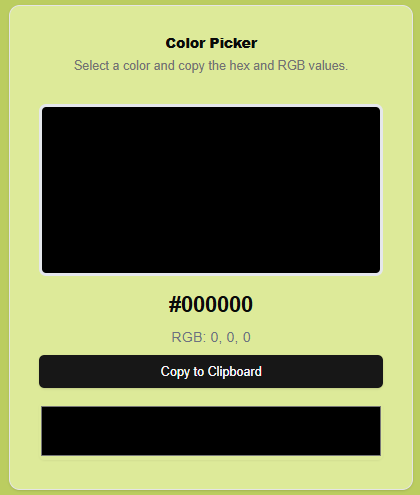 Color Picker
Select a color and copy the hex and RGB values.
#000000
RGB: 0, 0, 0
Copy to Clipboard